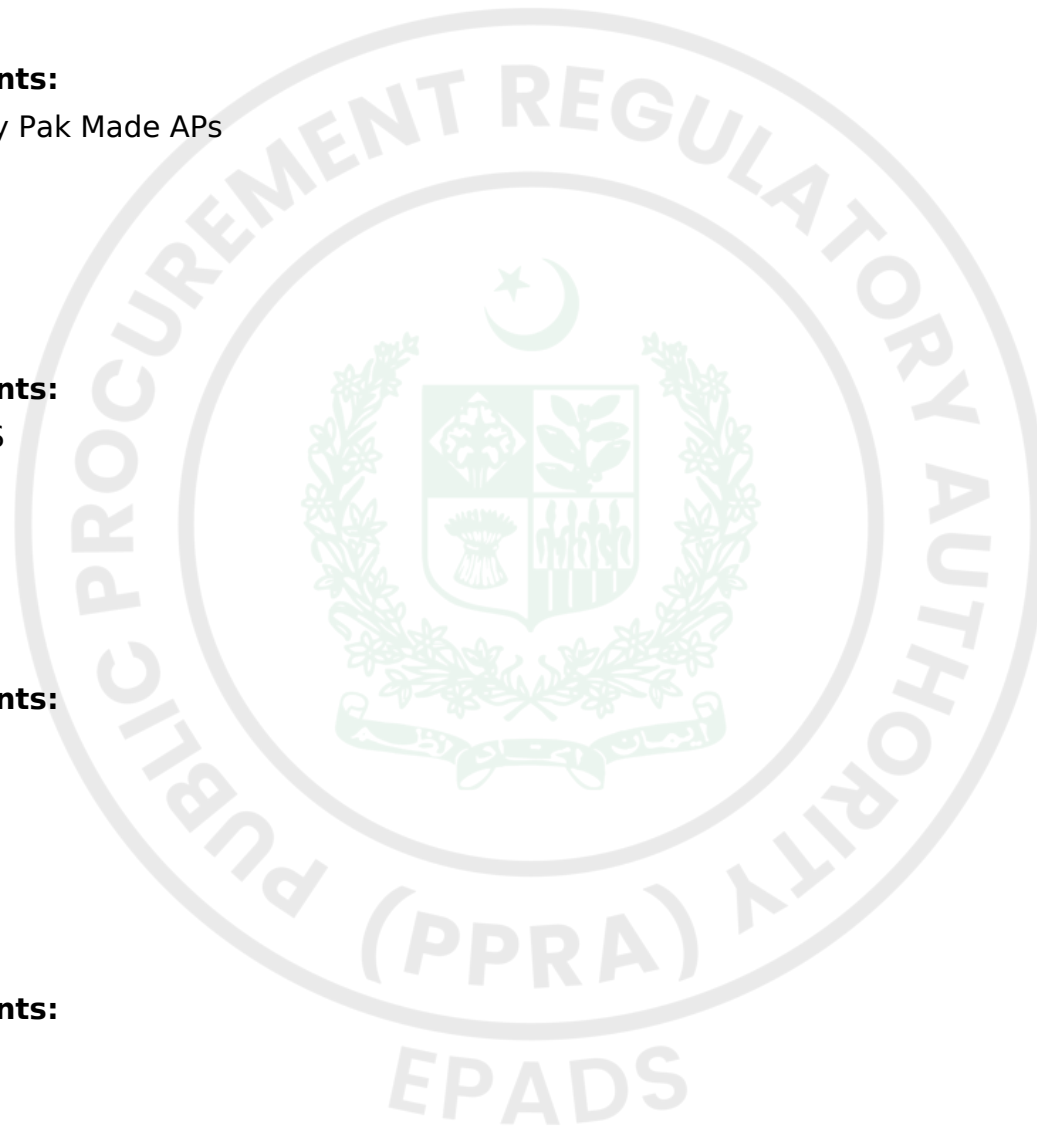 nts:
y Pak Made APs
nts:
S
nts:
nts:
PUBLIC PROCUREMENT REGULATORY AUTHORITY
(PPRA)
EPADS